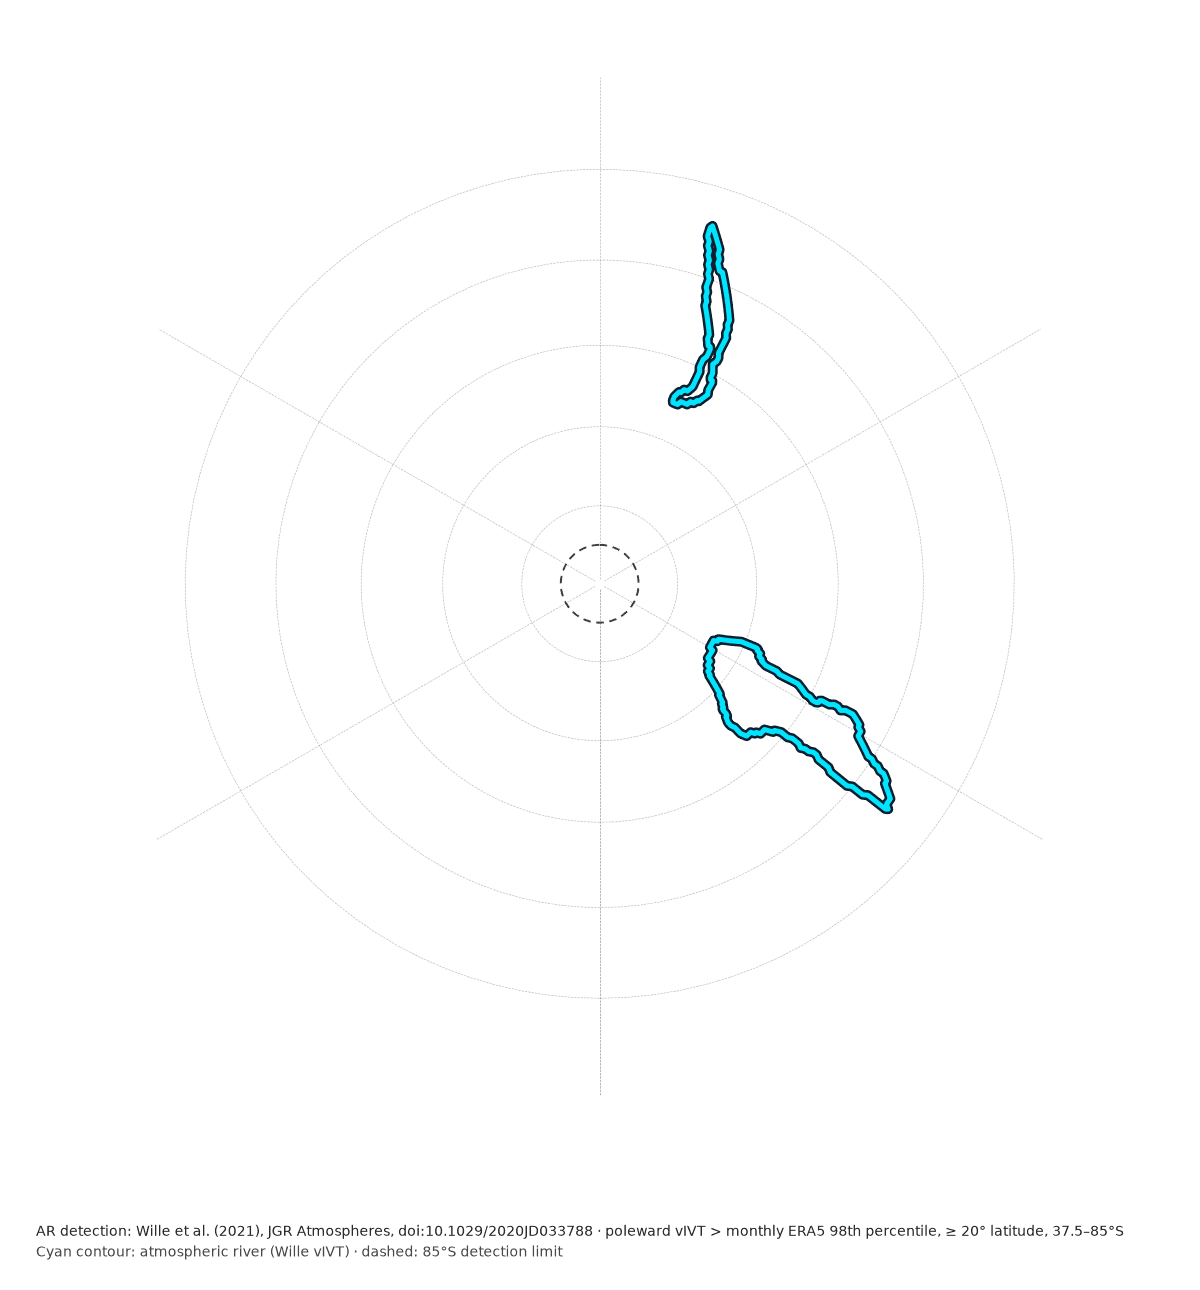 AR detection: Wille et al. (2021), JGR Atmospheres, doi:10.1029/2020JD033788 · poleward vIVT > monthly ERA5 98th percentile, ≥ 20° latitude, 37.5–85°S
Cyan contour: atmospheric river (Wille vIVT) · dashed: 85°S detection limit